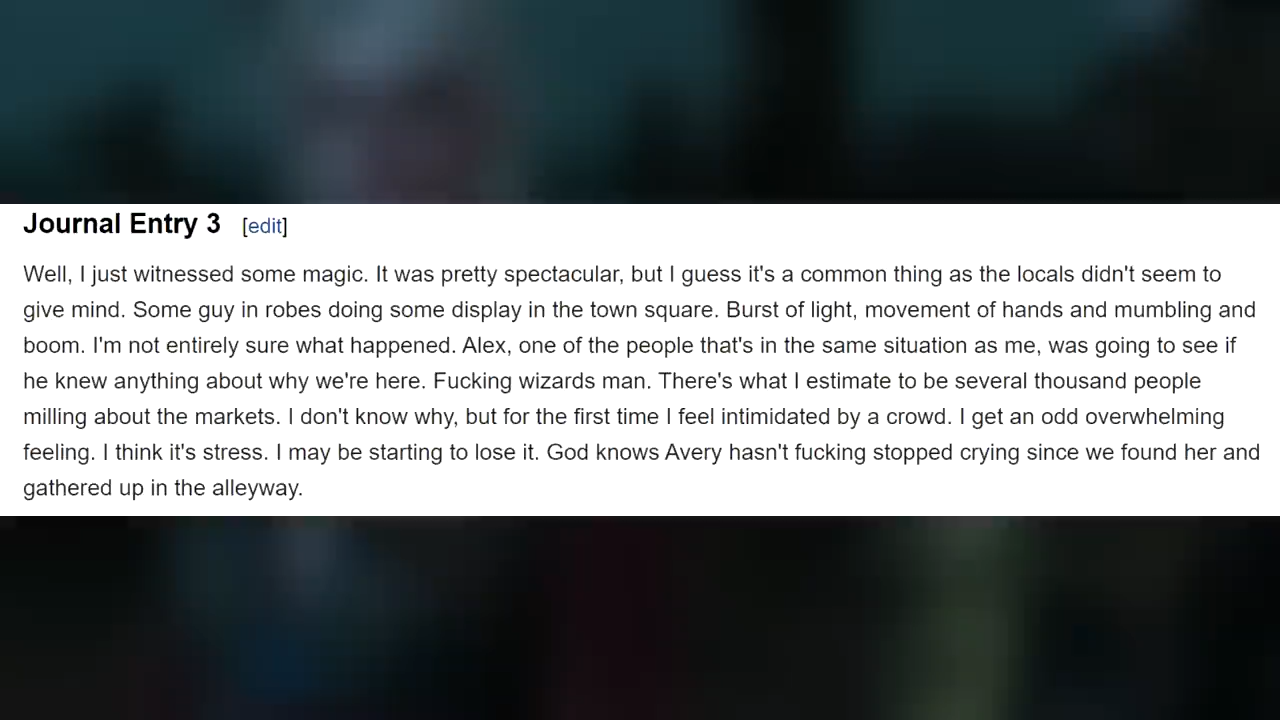 Journal Entry 3 [edit]
Well, I just witnessed some magic. It was pretty spectacular, but I guess it's a common thing as the locals didn't seem to
give mind. Some guy in robes doing some display in the town square. Burst of light, movement of hands and mumbling and
boom. I'm not entirely sure what happened. Alex, one of the people that's in the same situation as me, was going to see if
he knew anything about why we're here. Fucking wizards man. There's what I estimate to be several thousand people
milling about the markets. I don't know why, but for the first time I feel intimidated by a crowd. I get an odd overwhelming
feeling. I think it's stress. I may be starting to lose it. God knows Avery hasn't fucking stopped crying since we found her and
gathered up in the alleyway.